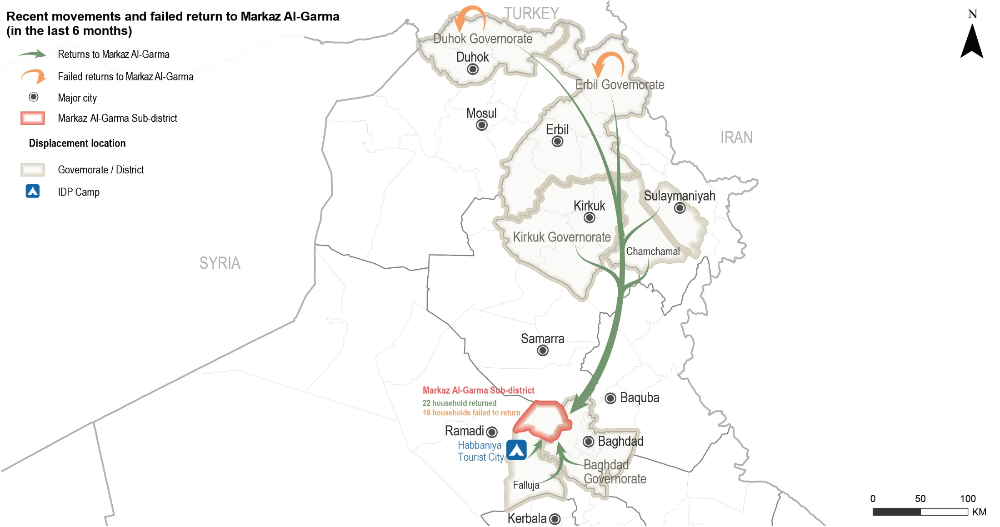 Recent movements and failed return to Markaz Al-Garma
(in the last 6 months)
Returns to Markaz Al-Garma
Failed returns to Markaz Al-Garma
Major city
Markaz Al-Garma Sub-district
Displacement location
Governorate / District
IDP Camp
TURKEY
N
Duhok Governorate
Duhok
Erbil Governorate
Mosul
Erbil
IRAN
Sulaymaniyah
Kirkuk
Kirkuk Governorate
Chamchamal
SYRIA
Samarra
Markaz Al-Garma Sub-district
22 household returned
16 households failed to return
Baquba
Ramadi
Habbaniya
Tourist City
Baghdad
Baghdad
Governorate
Falluja
Kerbala
0 50 100
KM